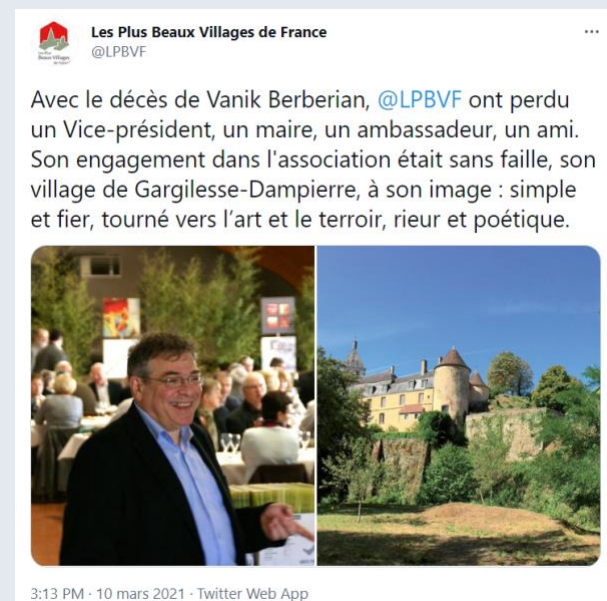 Les Plus Beaux Villages de France
@LPBVF
Avec le décès de Vanik Berberian, @LPBVF ont perdu
un Vice-président, un maire, un ambassadeur, un ami.
Son engagement dans l'association était sans faille, son
village de Gargilesse-Dampierre, à son image : simple
et fier, tourné vers l’art et le terroir, rieur et poétique.
3:13 PM · 10 mars 2021 · Twitter Web App